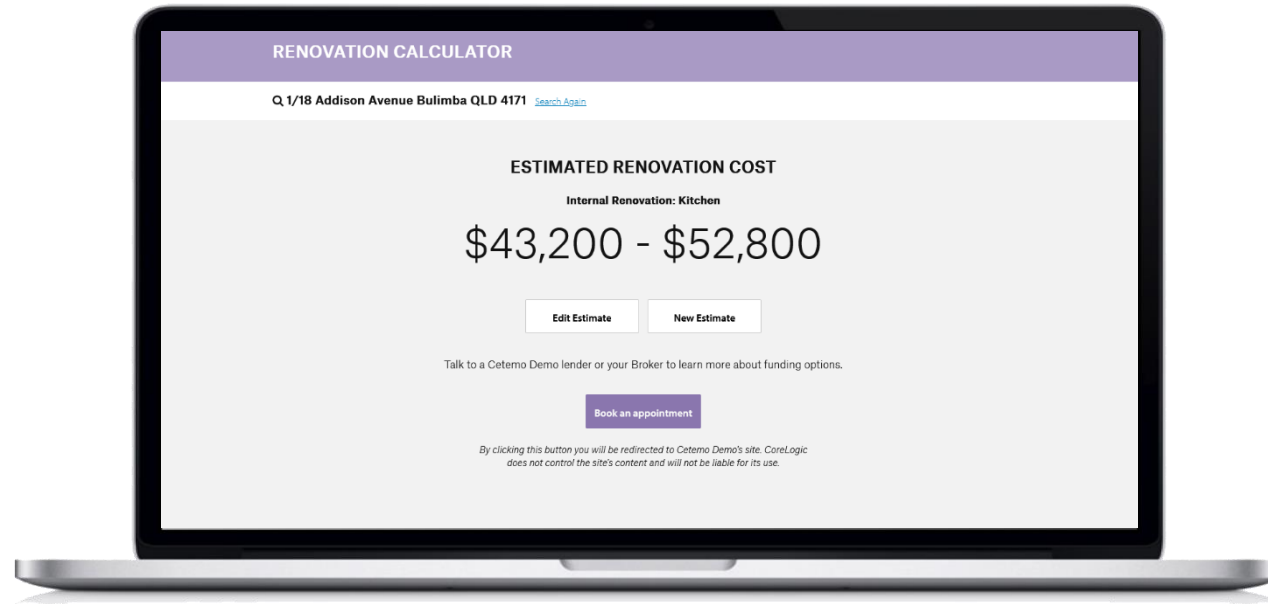 RENOVATION CALCULATOR
1/18 Addison Avenue Bulimba QLD 4171 Search Again
ESTIMATED RENOVATION COST
Internal Renovation: Kitchen
$43,200 - $52,800
Edit Estimate New Estimate
Talk to a Cetemo Demo lender or your Broker to learn more about funding options.
Book an appointment
By clicking this button you will be redirected to Cetemo Demo's site. CoreLogic
does not control the site's content and will not be liable for its use.